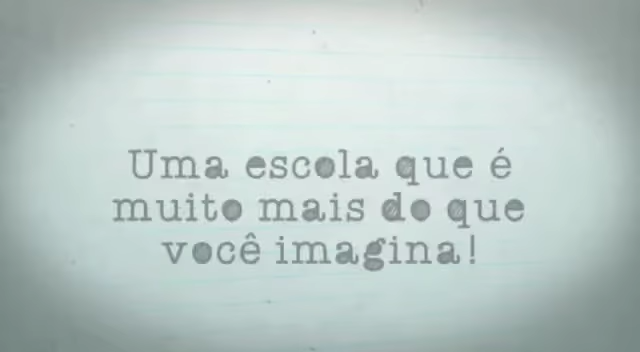 Uma escola que é
muito mais do que
você imagina!